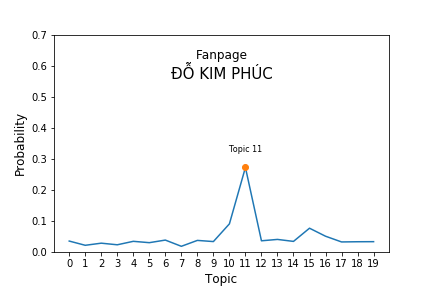 Fanpage
ĐỖ KIM PHÚC
Topic 11
Probability
0.7
0.6
0.5
0.4
0.3
0.2
0.1
0.0
0 1 2 3 4 5 6 7 8 9 10 11 12 13 14 15 16 17 18 19
Topic